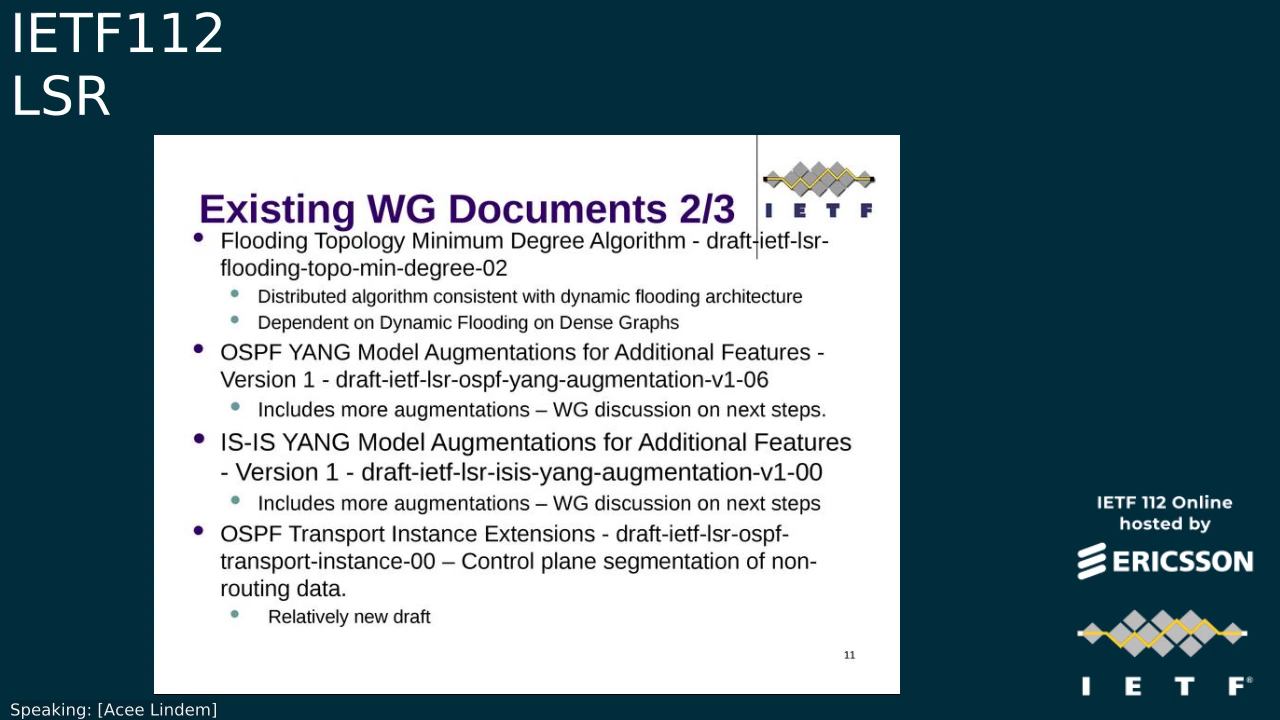 IETF112
LSR
I E T F
Existing WG Documents 2/3
• Flooding Topology Minimum Degree Algorithm - draft-ietf-lsr-
flooding-topo-min-degree-02
• Distributed algorithm consistent with dynamic flooding architecture
• Dependent on Dynamic Flooding on Dense Graphs
• OSPF YANG Model Augmentations for Additional Features -
Version 1 - draft-ietf-lsr-ospf-yang-augmentation-v1-06
• Includes more augmentations – WG discussion on next steps.
• IS-IS YANG Model Augmentations for Additional Features
- Version 1 - draft-ietf-lsr-isis-yang-augmentation-v1-00
• Includes more augmentations – WG discussion on next steps
• OSPF Transport Instance Extensions - draft-ietf-lsr-ospf-
transport-instance-00 – Control plane segmentation of non-
routing data.
• Relatively new draft
11
IETF 112 Online
hosted by
ERICSSON
I E T F®
Speaking: [Acee Lindem]